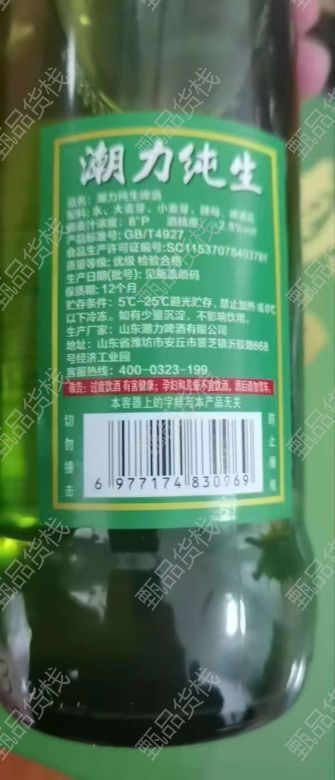 潮力纯生
品名：潮力纯生啤酒
配料：水、大麦芽、小麦芽、酵母、啤酒花
原麦汁浓度：8°P 酒精度：≥2.8%vol
产品标准号：GB/T4927
食品生产许可证编号：SC11537078403781
质量等级：优级 检验合格
生产日期(批号)：见瓶盖喷码
保质期：12个月
贮存条件：5℃-25℃避光贮存，禁止加热或0℃
以下冷冻。如有少量沉淀，不影响饮用。
生产厂家：山东潮力啤酒有限公司
地址：山东省潍坊市安丘市景芝镇沂胶路668
号经济工业园
客服热线：400-0323-199
敬告：过度饮酒 有害健康；孕妇和儿童不宜饮酒，酒后请勿驾车。
本容器上的字样与本产品无关
切勿撞击
防止爆瓶
6 977174 830969
甄品货栈